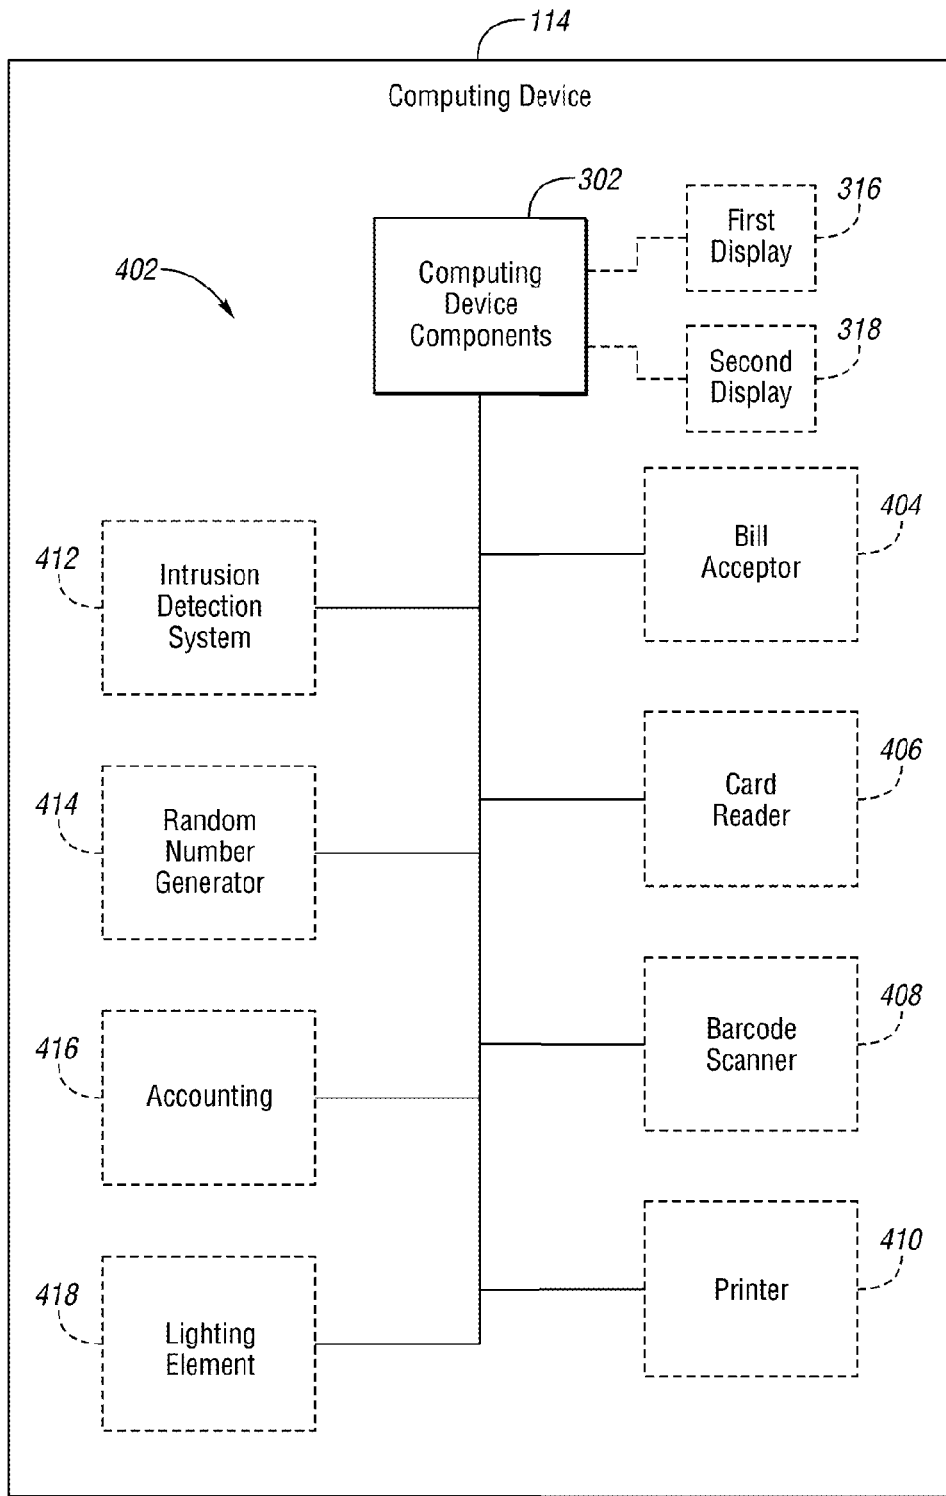 114
Computing Device
302
316
First
Display
402
Computing
Device
Components
318
Second
Display
404
Bill
Acceptor
412
Intrusion
Detection
System
406
Card
Reader
414
Random
Number
Generator
408
Barcode
Scanner
416
Accounting
410
Printer
418
Lighting
Element